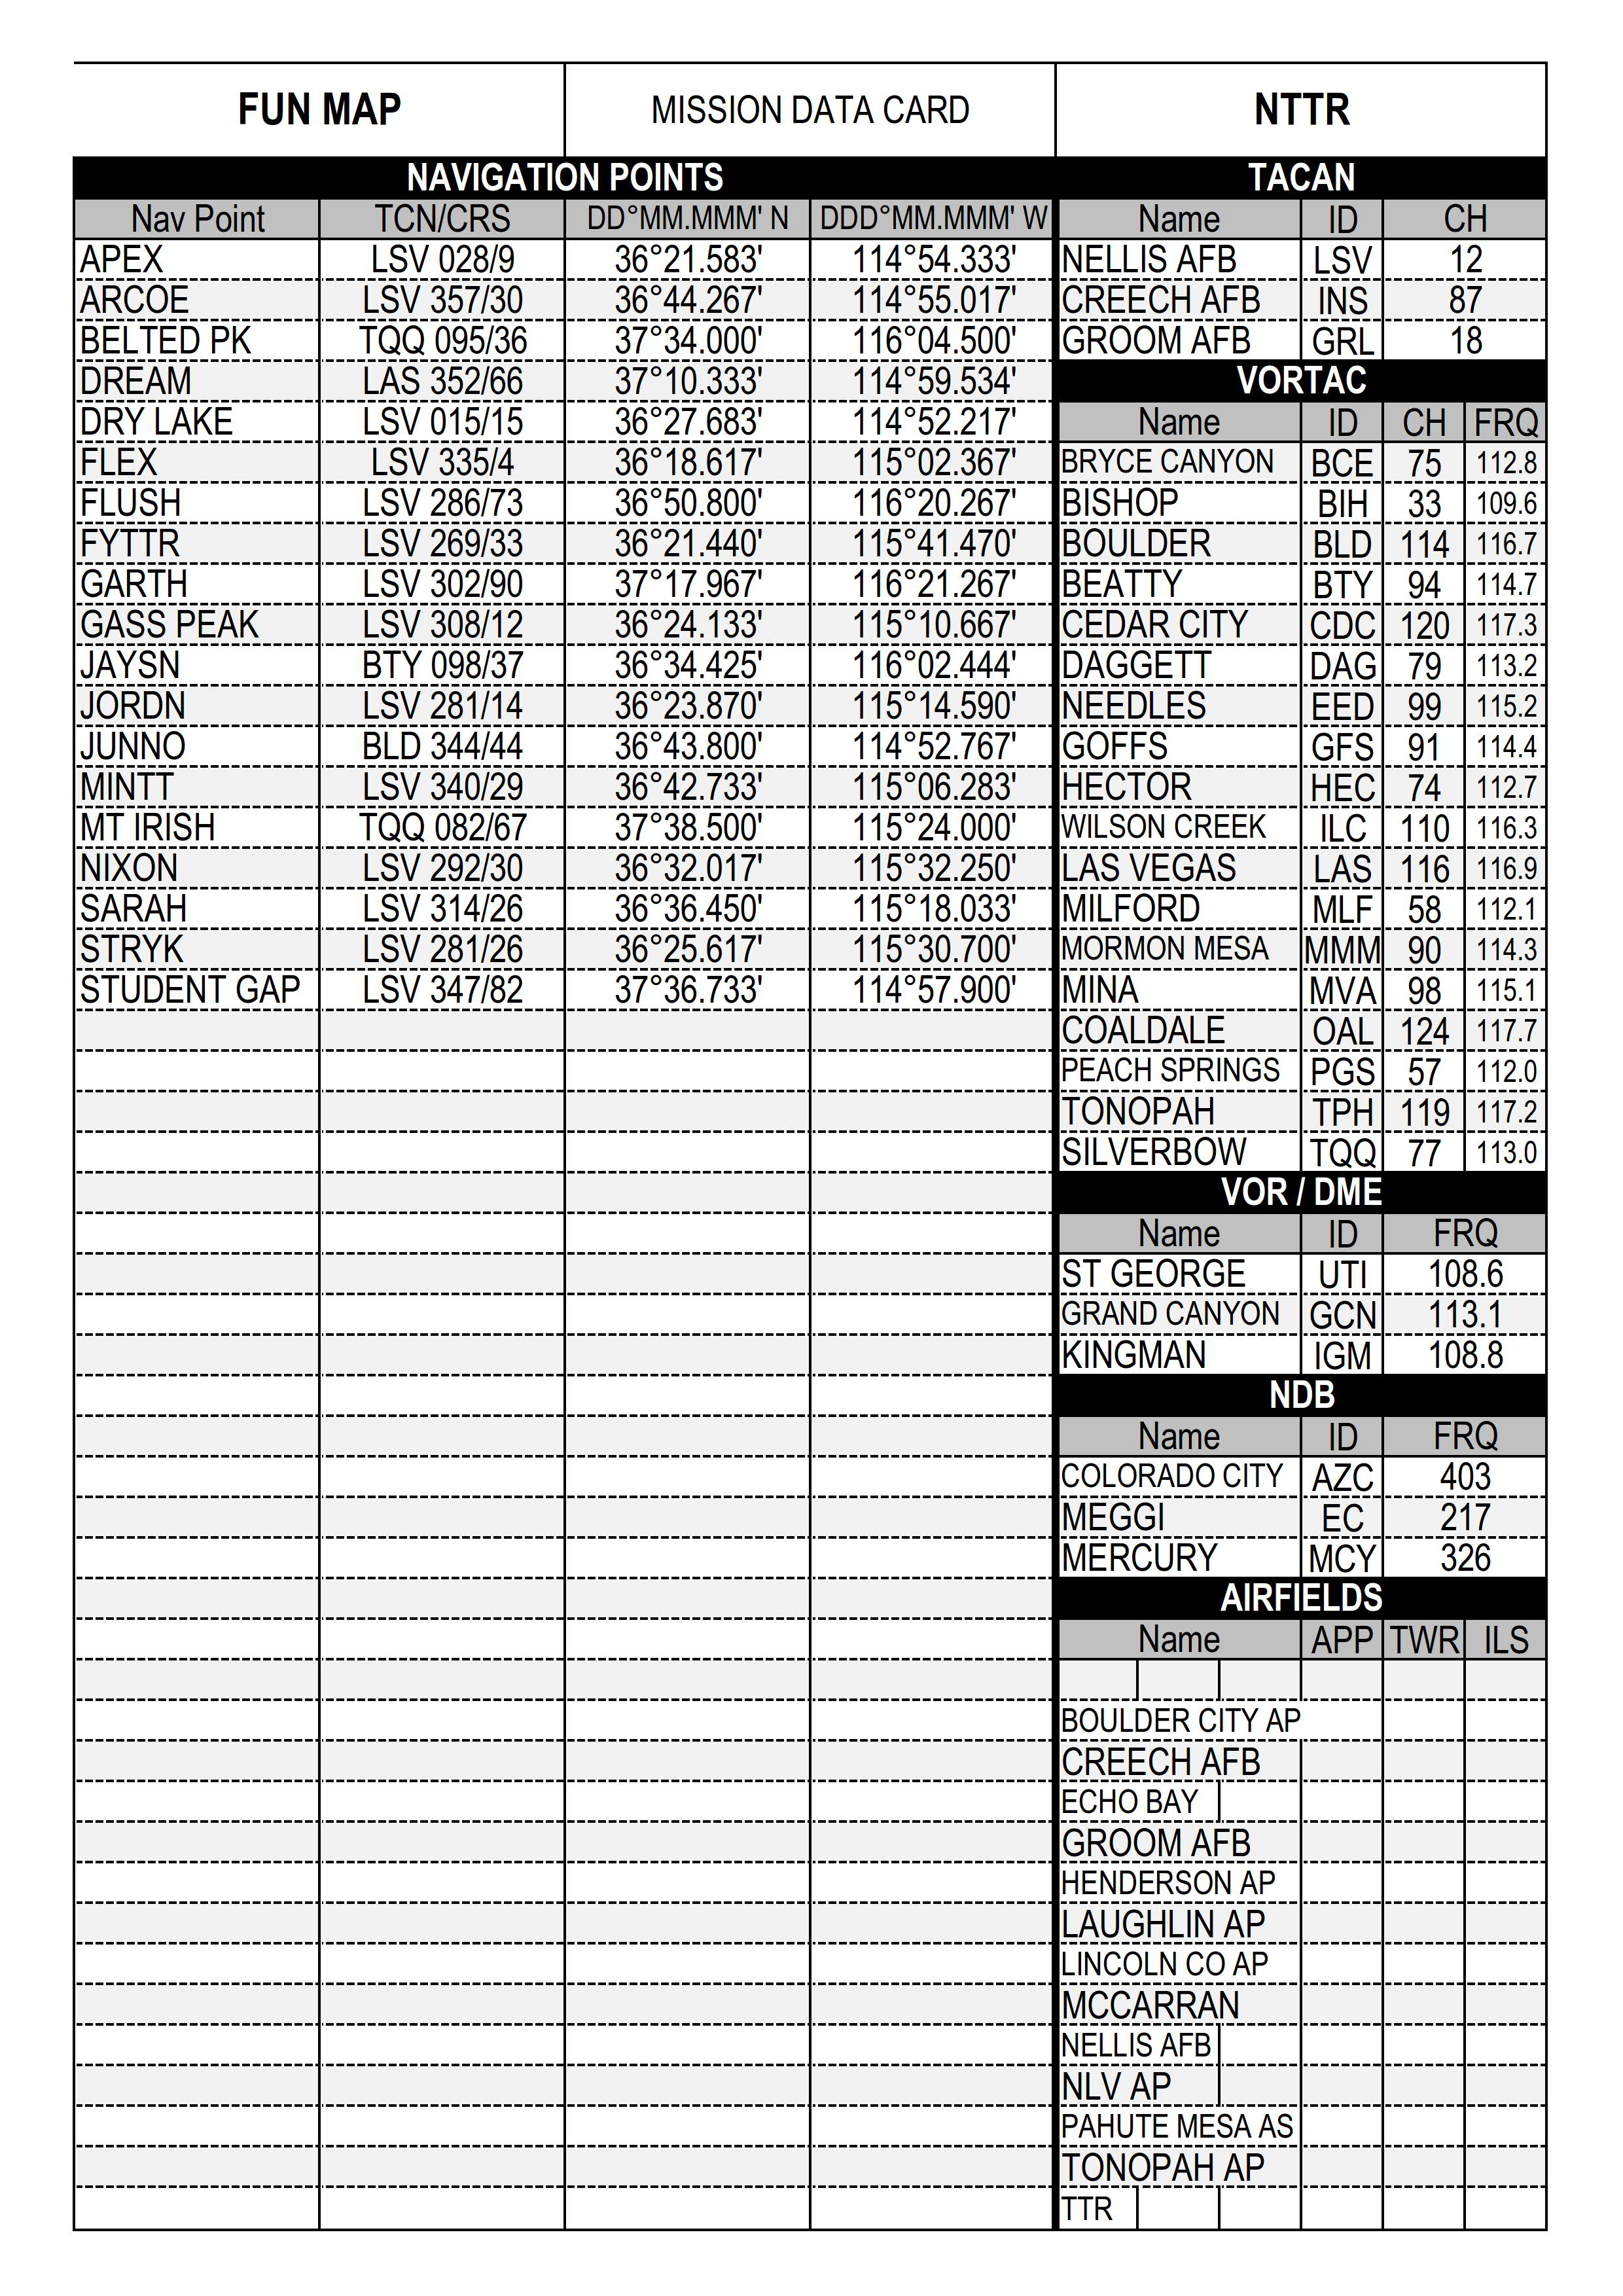 FUN MAP MISSION DATA CARD NTTR
NAVIGATION POINTS
Nav Point TCN/CRS DD°MM.MMM' N DDD°MM.MMM' W
APEX LSV 028/9 36°21.583' 114°54.333'
ARCOE LSV 357/30 36°44.267' 114°55.017'
BELTED PK TQQ 095/36 37°34.000' 116°04.500'
DREAM LAS 352/66 37°10.333' 114°59.534'
DRY LAKE LSV 015/15 36°27.683' 114°52.217'
FLEX LSV 335/4 36°18.617' 115°02.367'
FLUSH LSV 286/73 36°50.800' 116°20.267'
FYTTR LSV 269/33 36°21.440' 115°41.470'
GARTH LSV 302/90 37°17.967' 116°21.267'
GASS PEAK LSV 308/12 36°24.133' 115°10.667'
JAYSN BTY 098/37 36°34.425' 116°02.444'
JORDN LSV 281/14 36°23.870' 115°14.590'
JUNNO BLD 344/44 36°43.800' 114°52.767'
MINTT LSV 340/29 36°42.733' 115°06.283'
MT IRISH TQQ 082/67 37°38.500' 115°24.000'
NIXON LSV 292/30 36°32.017' 115°32.250'
SARAH LSV 314/26 36°36.450' 115°18.033'
STRYK LSV 281/26 36°25.617' 115°30.700'
STUDENT GAP LSV 347/82 37°36.733' 114°57.900'
TACAN
Name ID CH
NELLIS AFB LSV 12
CREECH AFB INS 87
GROOM AFB GRL 18
VORTAC
Name ID CH FRQ
BRYCE CANYON BCE 75 112.8
BISHOP BIH 33 109.6
BOULDER BLD 114 116.7
BEATTY BTY 94 114.7
CEDAR CITY CDC 120 117.3
DAGGETT DAG 79 113.2
NEEDLES EED 99 115.2
GOFFS GFS 91 114.4
HECTOR HEC 74 112.7
WILSON CREEK ILC 110 116.3
LAS VEGAS LAS 116 116.9
MILFORD MLF 58 112.1
MORMON MESA MMM 90 114.3
MINA MVA 98 115.1
COALDALE OAL 124 117.7
PEACH SPRINGS PGS 57 112.0
TONOPAH TPH 119 117.2
SILVERBOW TQQ 77 113.0
VOR / DME
Name ID FRQ
ST GEORGE UTI 108.6
GRAND CANYON GCN 113.1
KINGMAN IGM 108.8
NDB
Name ID FRQ
COLORADO CITY AZC 403
MEGGI EC 217
MERCURY MCY 326
AIRFIELDS
Name APP TWR ILS
BOULDER CITY AP
CREECH AFB
ECHO BAY
GROOM AFB
HENDERSON AP
LAUGHLIN AP
LINCOLN CO AP
MCCARRAN
NELLIS AFB
NLV AP
PAHUTE MESA AS
TONOPAH AP
TTR